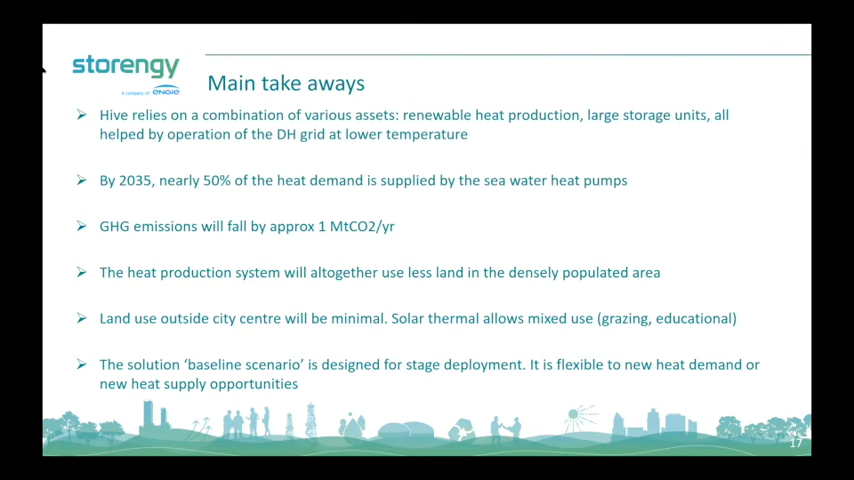 storengy
A company of ENGIE
Main take aways
Hive relies on a combination of various assets: renewable heat production, large storage units, all
helped by operation of the DH grid at lower temperature
By 2035, nearly 50% of the heat demand is supplied by the sea water heat pumps
GHG emissions will fall by approx 1 MtCO2/yr
The heat production system will altogether use less land in the densely populated area
Land use outside city centre will be minimal. Solar thermal allows mixed use (grazing, educational)
The solution ‘baseline scenario’ is designed for stage deployment. It is flexible to new heat demand or
new heat supply opportunities
17